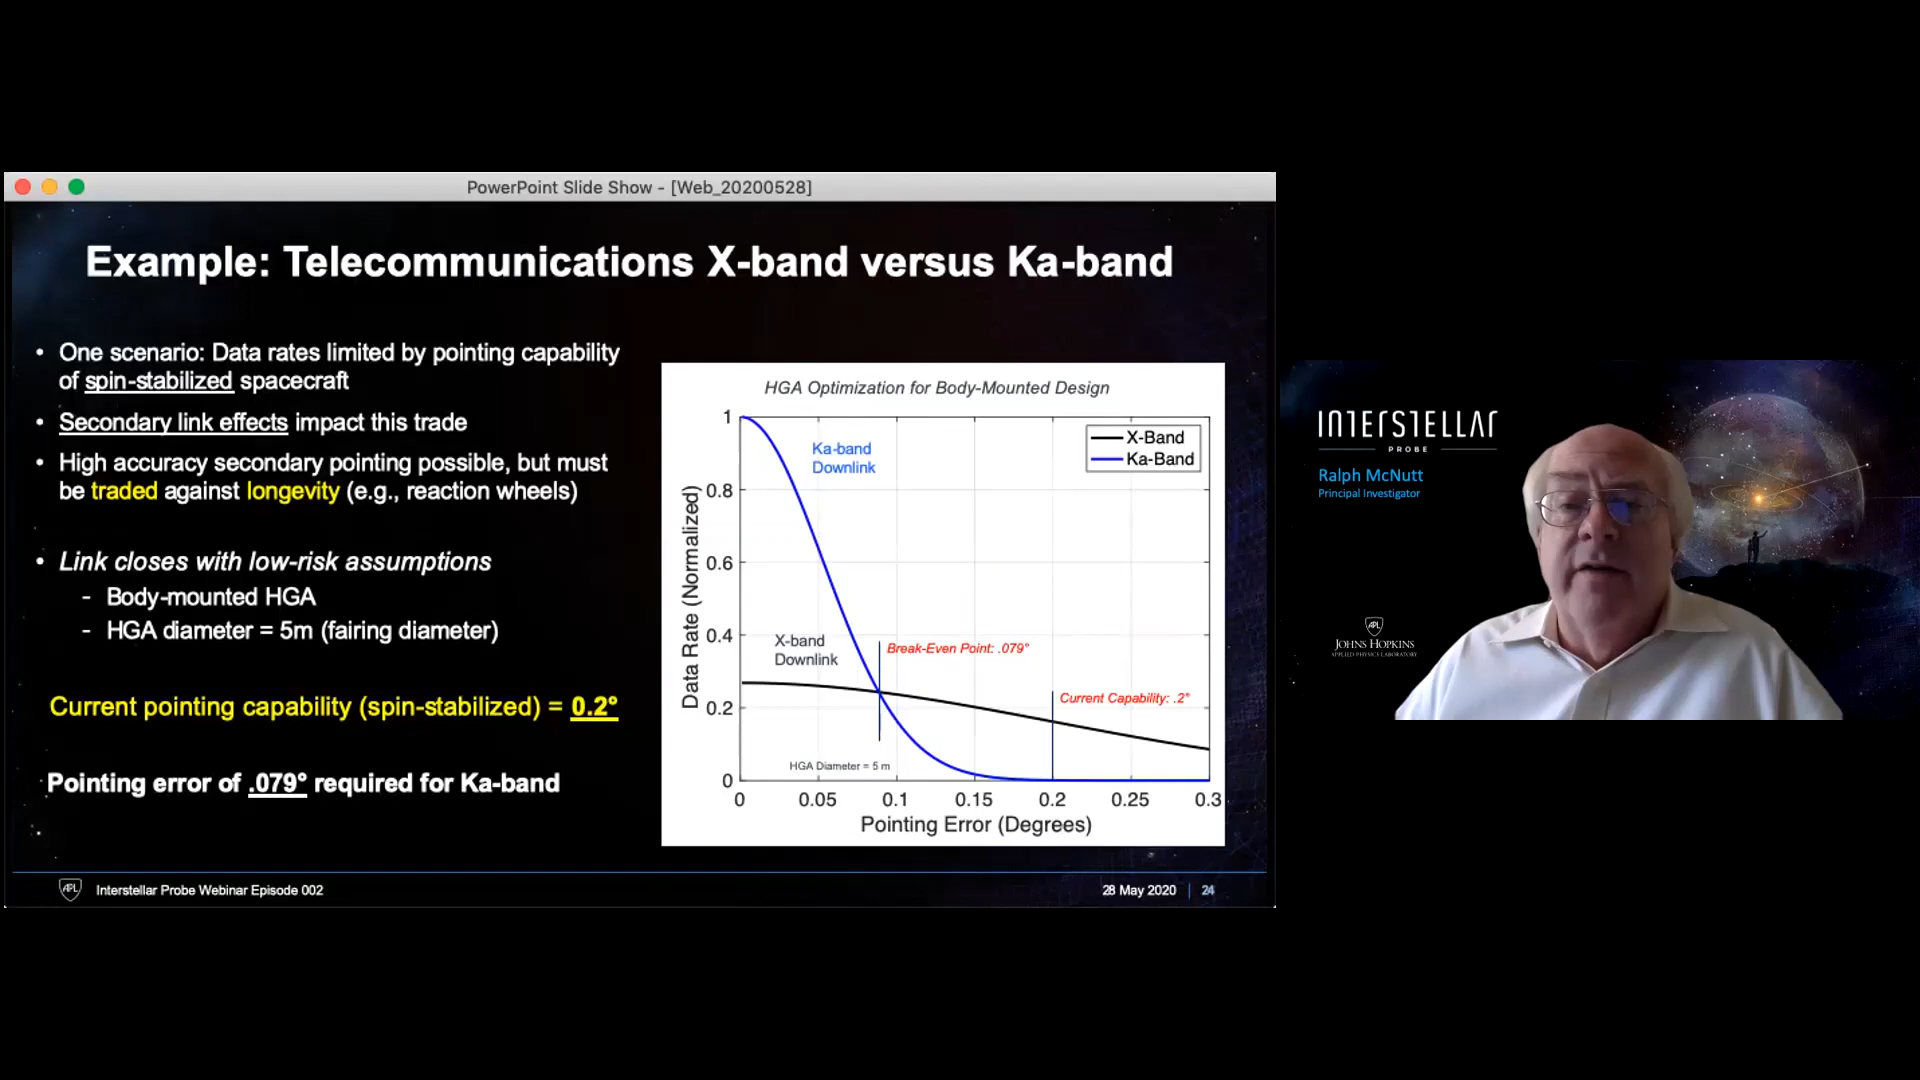 PowerPoint Slide Show - [Web_20200528]
Example: Telecommunications X-band versus Ka-band
• One scenario: Data rates limited by pointing capability
of spin-stabilized spacecraft
• Secondary link effects impact this trade
• High accuracy secondary pointing possible, but must
be traded against longevity (e.g., reaction wheels)
• Link closes with low-risk assumptions
- Body-mounted HGA
- HGA diameter = 5m (fairing diameter)
Current pointing capability (spin-stabilized) = 0.2°
Pointing error of .079° required for Ka-band
HGA Optimization for Body-Mounted Design
Data Rate (Normalized)
1
0.8
0.6
0.4
0.2
0
Ka-band
Downlink
X-Band
Ka-Band
X-band
Downlink
Break-Even Point: .079°
Current Capability: .2°
HGA Diameter = 5 m
0 0.05 0.1 0.15 0.2 0.25 0.3
Pointing Error (Degrees)
APL Interstellar Probe Webinar Episode 002
28 May 2020 | 24
INTERSTELLAR
PROBE
Ralph McNutt
Principal Investigator
APL
JOHNS HOPKINS
APPLIED PHYSICS LABORATORY